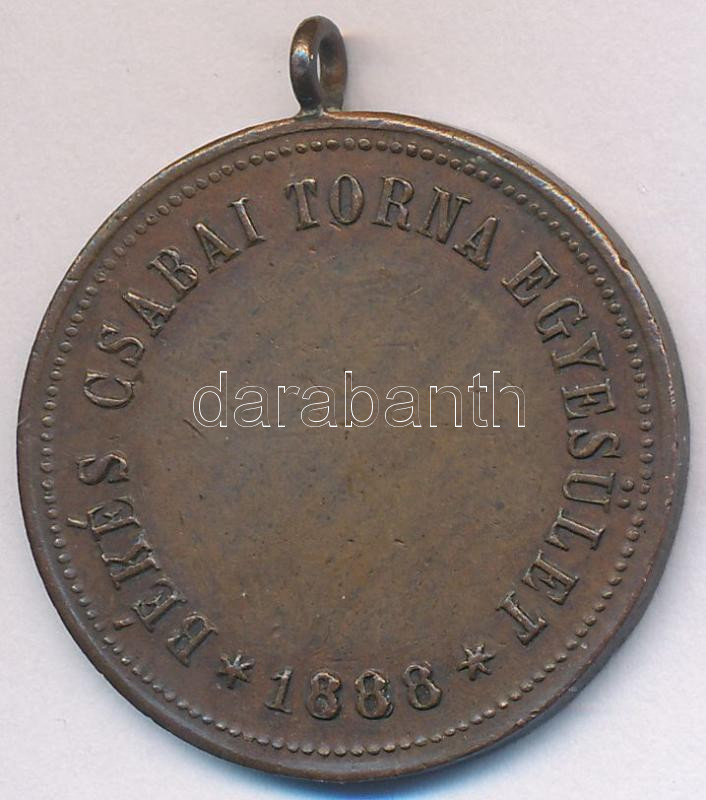 BÉKÉS CSABAI TORNA EGYESÜLET
* 1888 *
darabanth